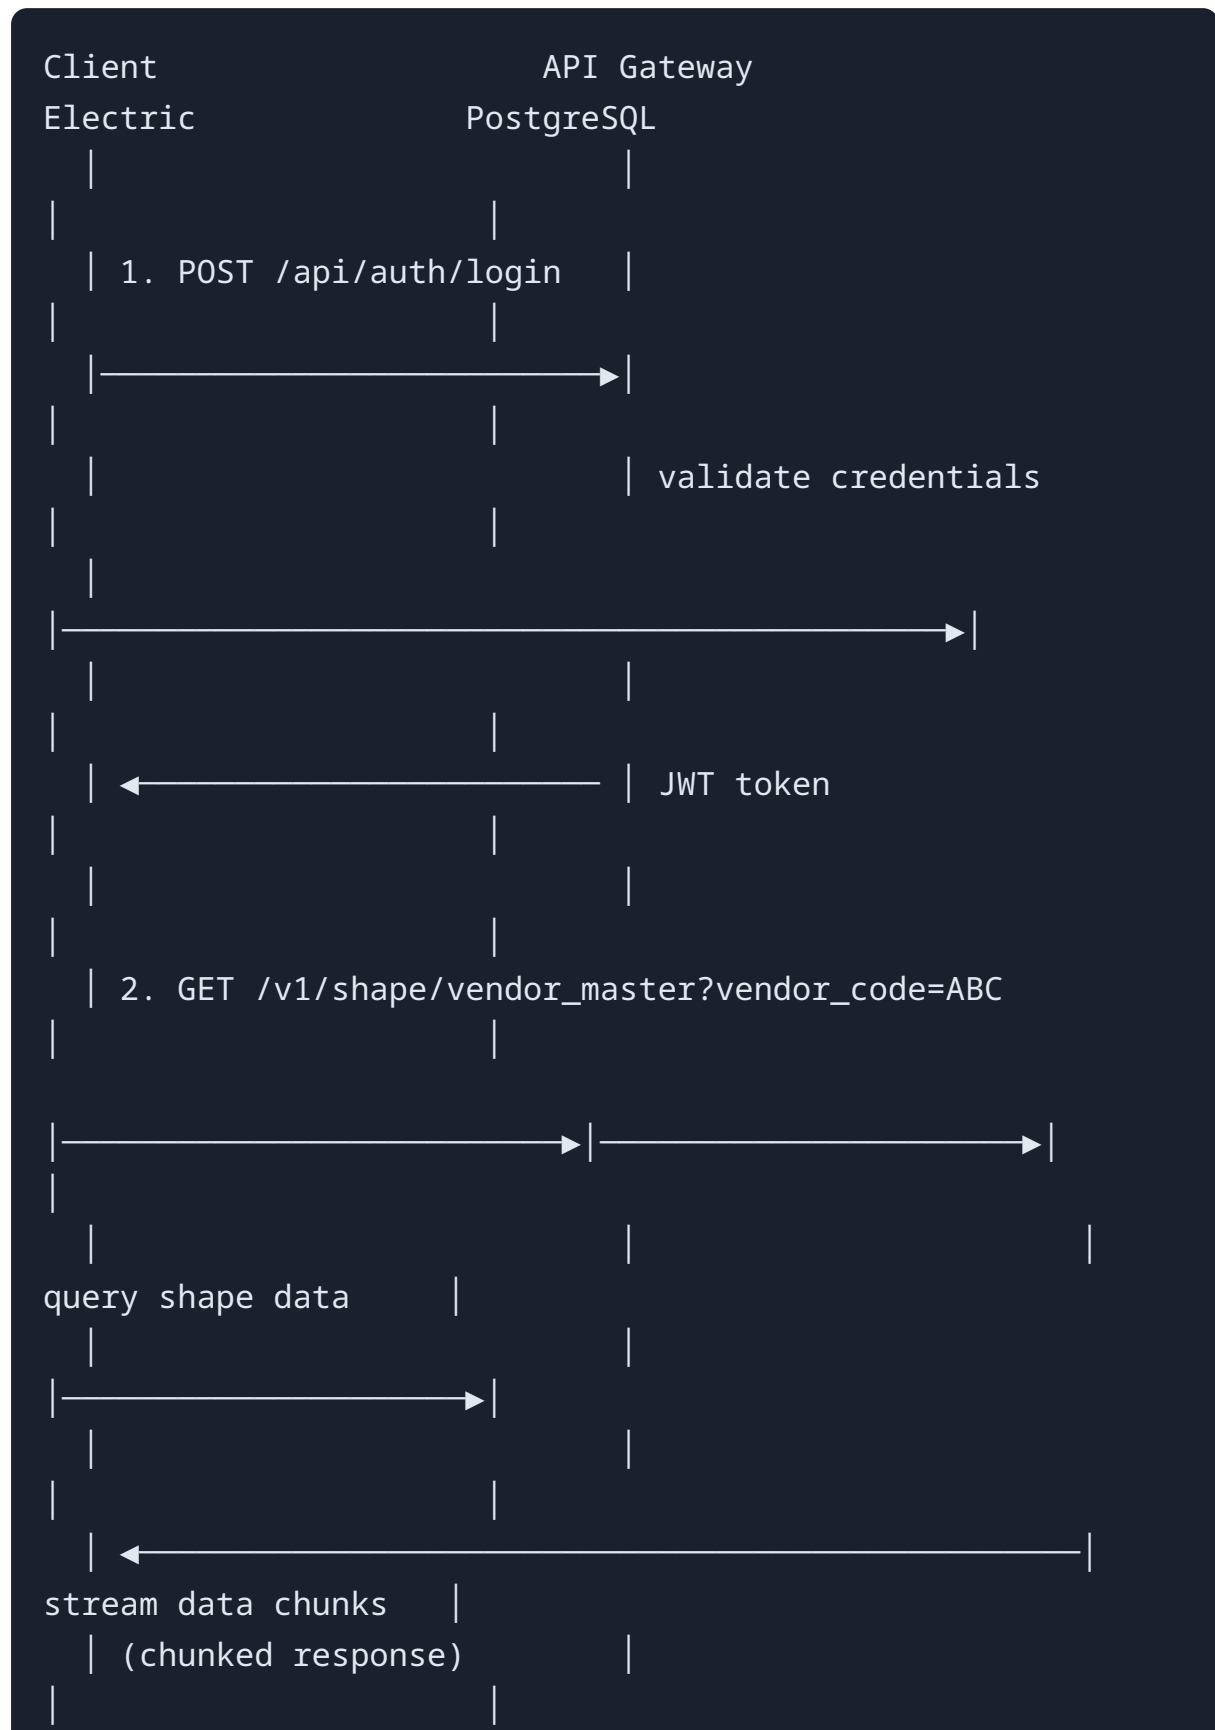 Client                    API Gateway
Electric              PostgreSQL
1. POST /api/auth/login
validate credentials
JWT token
2. GET /v1/shape/vendor_master?vendor_code=ABC
query shape data
stream data chunks
(chunked response)